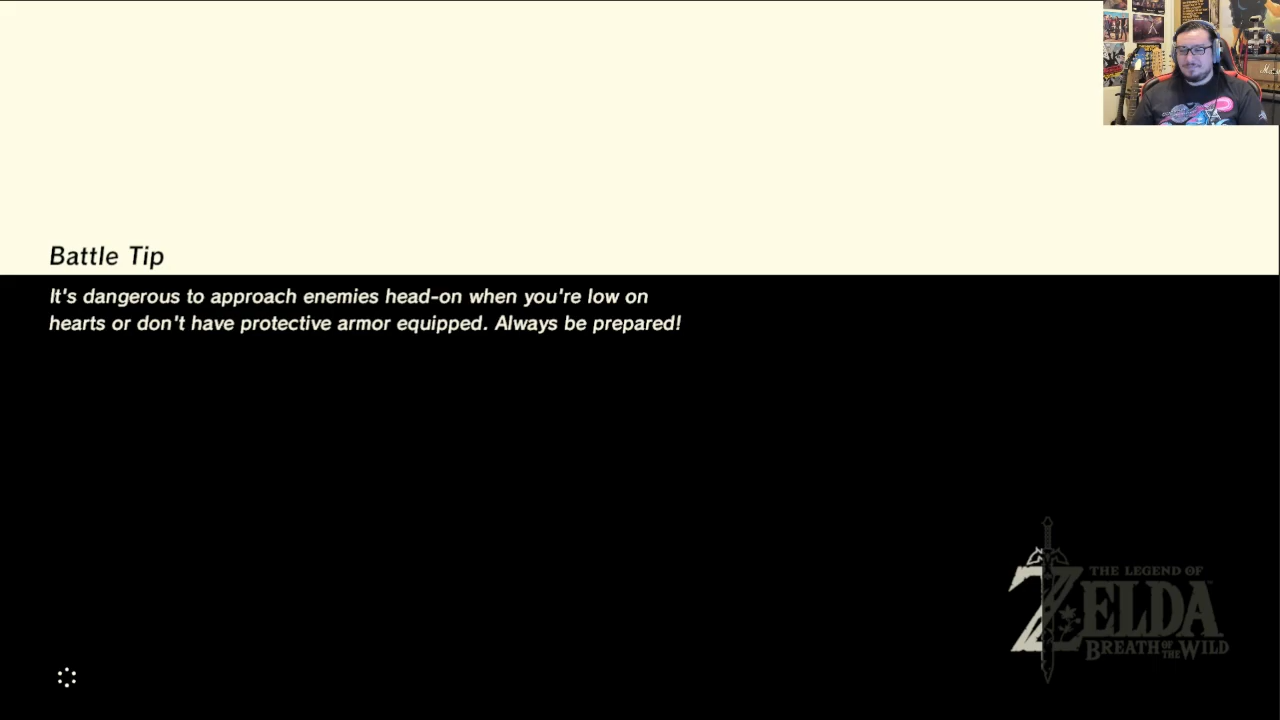 Battle Tip
It's dangerous to approach enemies head-on when you're low on
hearts or don't have protective armor equipped. Always be prepared!
THE LEGEND OF
ZELDA
BREATH OF THE WILD